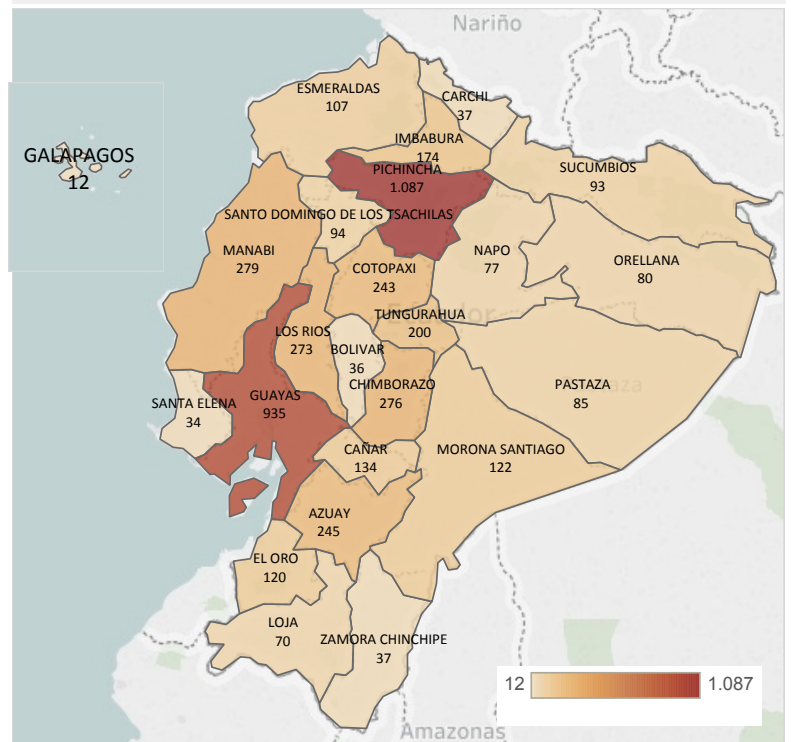 Nariño
ESMERALDAS
107
CARCHI
37
IMBABURA
174
GALAPAGOS
12
PICHINCHA
1.087
SUCUMBIOS
93
SANTO DOMINGO DE LOS TSACHILAS
94
MANABI
279
NAPO
77
ORELLANA
80
COTOPAXI
243
TUNGURAHUA
200
LOS RIOS
273
BOLIVAR
36
CHIMBORAZO
276
PASTAZA
85
SANTA ELENA
34
GUAYAS
935
CAÑAR
134
MORONA SANTIAGO
122
AZUAY
245
EL ORO
120
LOJA
70
ZAMORA CHINCHIPE
37
12 1.087
Amazonas